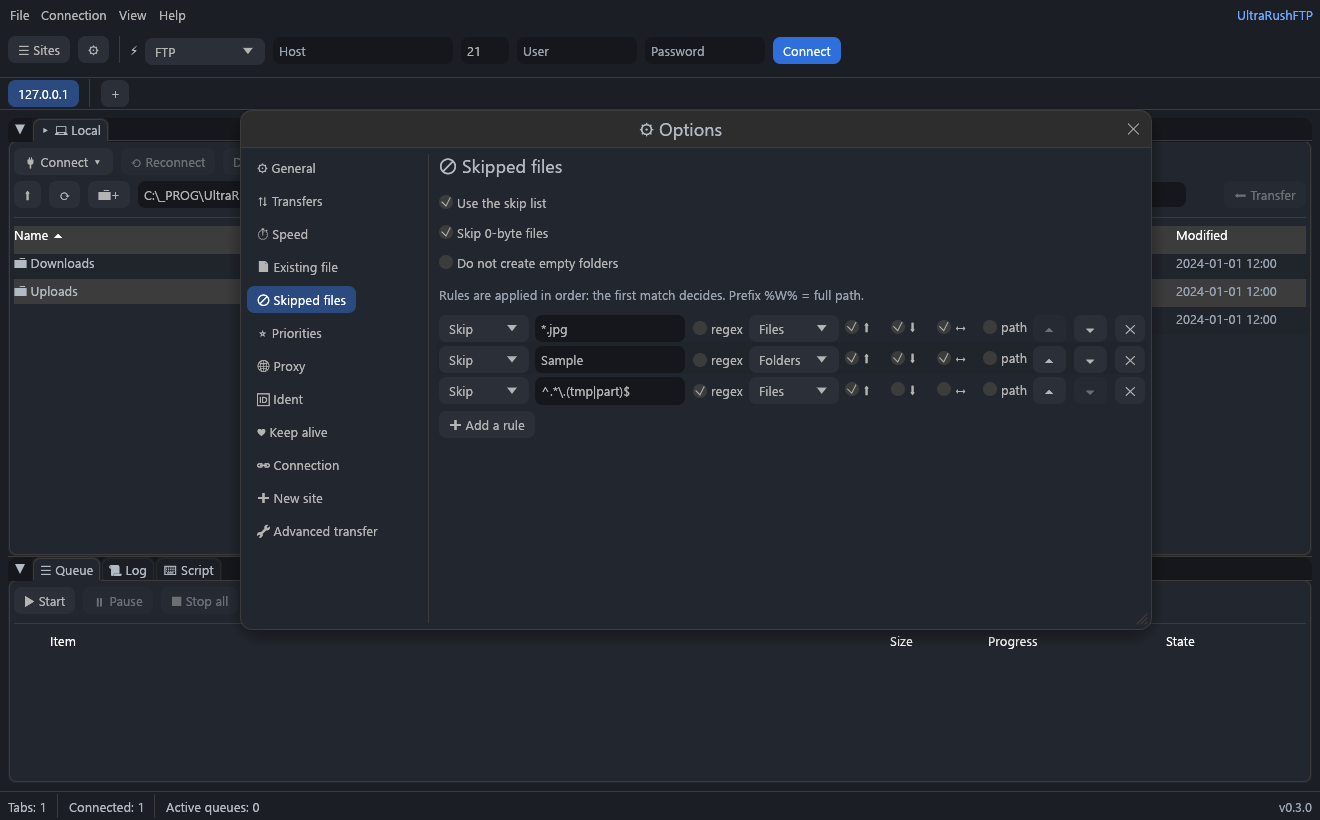 File Connection View Help UltraRushFTP
Sites FTP Host 21 User Password Connect
127.0.0.1 +
Local
Options
Connect Reconnect D
C:\_PROG\UltraR
Transfer
Name Modified
Downloads 2024-01-01 12:00
Uploads 2024-01-01 12:00
2024-01-01 12:00
General
Transfers
Speed
Existing file
Skipped files
Priorities
Proxy
Ident
Keep alive
Connection
New site
Advanced transfer
Skipped files
Use the skip list
Skip 0-byte files
Do not create empty folders
Rules are applied in order: the first match decides. Prefix %W% = full path.
Skip *.jpg regex Files path
Skip Sample regex Folders path
Skip ^.*\.(tmp|part)$ regex Files path
Add a rule
Queue Log Script
Start Pause Stop all
Item Size Progress State
Tabs: 1 Connected: 1 Active queues: 0 v0.3.0